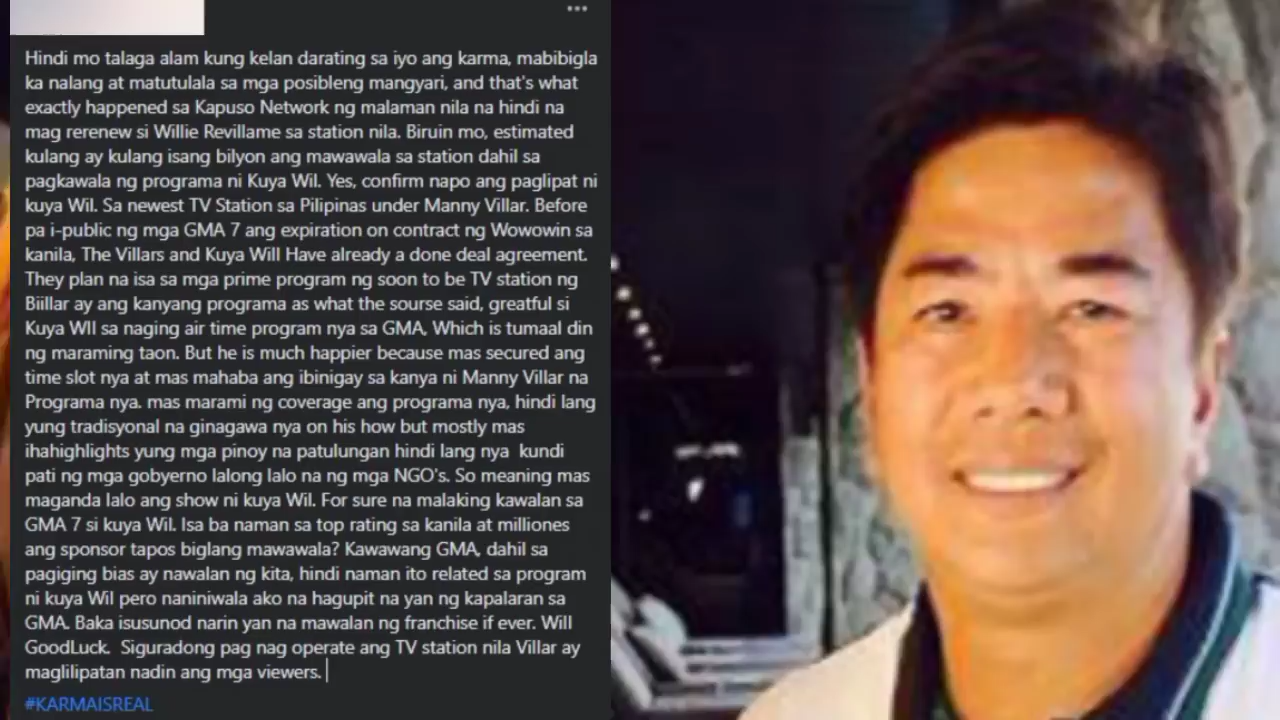 Hindi mo talaga alam kung kelan darating sa iyo ang karma, mabibigla
ka nalang at matutulala sa mga posibleng mangyari, and that's what
exactly happened sa Kapuso Network ng malaman nila na hindi na
mag rerenew si Willie Revillame sa station nila. Biruin mo, estimated
kulang ay kulang isang bilyon ang mawawala sa station dahil sa
pagkawala ng programa ni Kuya Wil. Yes, confirm napo ang paglipat ni
kuya Wil. Sa newest TV Station sa Pilipinas under Manny Villar. Before
pa i-public ng mga GMA 7 ang expiration on contract ng Wowowin sa
kanila, The Villars and Kuya Will Have already a done deal agreement.
They plan na isa sa mga prime program ng soon to be TV station ng
Biillar ay ang kanyang programa as what the sourse said, greatful si
Kuya WIl sa naging air time program nya sa GMA, Which is tumaal din
ng maraming taon. But he is much happier because mas secured ang
time slot nya at mas mahaba ang ibinigay sa kanya ni Manny Villar na
Programa nya. mas marami ng coverage ang programa nya, hindi lang
yung tradisyonal na ginagawa nya on his how but mostly mas
ihahighlights yung mga pinoy na patulungan hindi lang nya kundi
pati ng mga gobyerno lalong lalo na ng mga NGO's. So meaning mas
maganda lalo ang show ni kuya Wil. For sure na malaking kawalan sa
GMA 7 si kuya Wil. Isa ba naman sa top rating sa kanila at milliones
ang sponsor tapos biglang mawawala? Kawawang GMA, dahil sa
pagiging bias ay nawalan ng kita, hindi naman ito related sa program
ni kuya Wil pero naniniwala ako na hagupit na yan ng kapalaran sa
GMA. Baka isusunod narin yan na mawalan ng franchise if ever. Will
GoodLuck. Siguradong pag nag operate ang TV station nila Villar ay
maglilipatan nadin ang mga viewers.
#KARMAISREAL